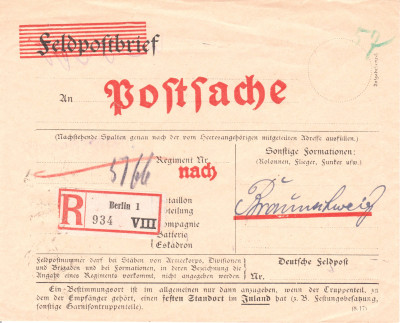 Feldpostbrief
57
An Postsache
(Nachstehende Spalten genau nach der vom Heeresangehörigen mitgeteilten Adresse ausfüllen.)
Sonstige Formationen:
(Kolonnen, Flieger, Funker usw.)
Regiment Nr.
5766
nach
R
Berlin 1
934 VIII
taillon
teilung
mpagnie
Batterie
Eskadron
Braunschweig
Feldpostnummer darf bei Stäben von Armeekorps, Divisionen
und Brigaden und bei Formationen, in deren Bezeichnung die
Angabe eines Regiments vorkommt, nicht angegeben werden
Deutsche Feldpost
Nr.
Ein Bestimmungsort ist im allgemeinen nur dann anzugeben, wenn der Truppenteil, zu
dem der Empfänger gehört, einen festen Standort im Inland hat (z. B. Festungsbesatzung,
sonstige Garnisontruppenteile).